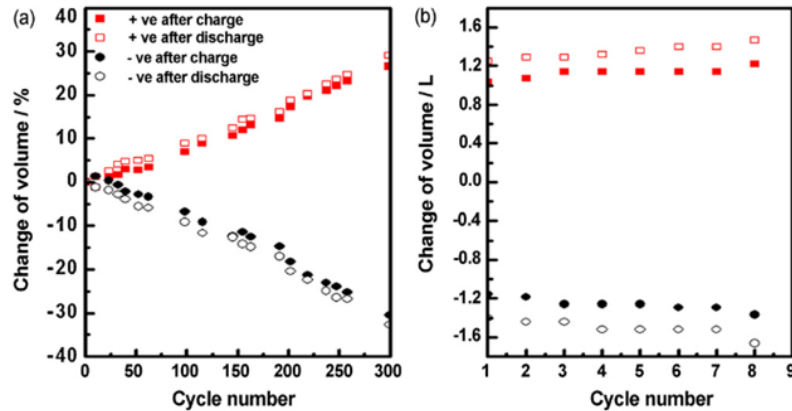 (a)
+ ve after charge
+ ve after discharge
- ve after charge
- ve after discharge
40
30
20
10
0
-10
-20
-30
-40
Change of volume / %
0 50 100 150 200 250 300
Cycle number
(b)
1.6
1.2
0.8
0.4
0.0
-0.4
-0.8
-1.2
-1.6
Change of volume / L
1 2 3 4 5 6 7 8 9
Cycle number